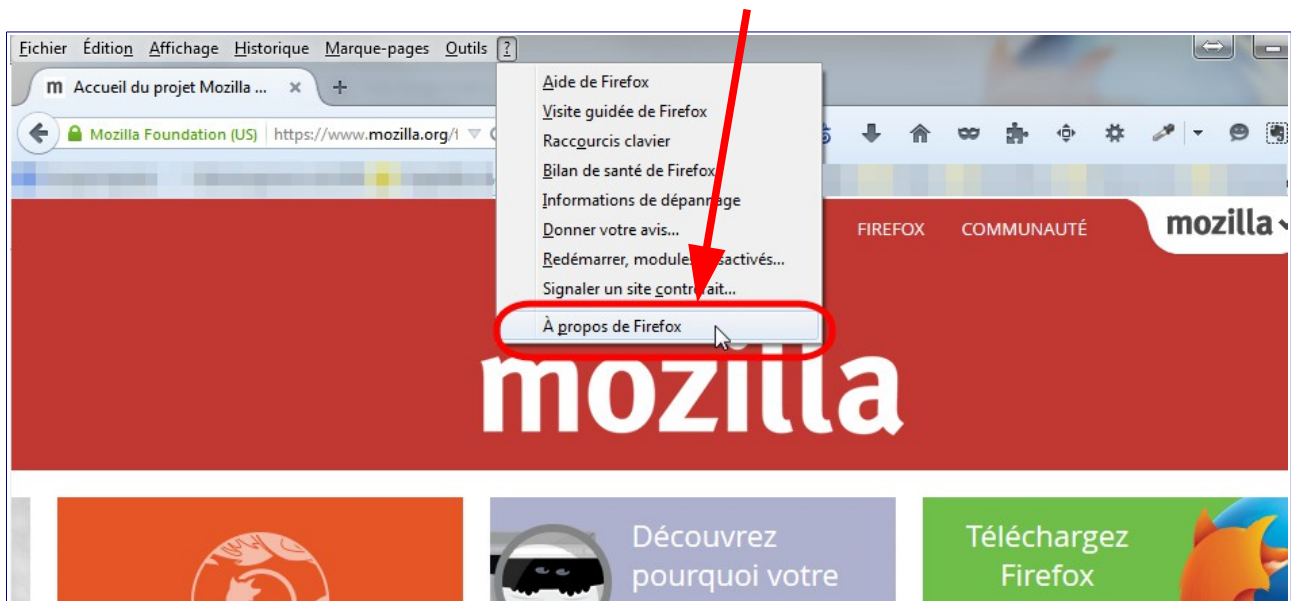 Fichier Édition Affichage Historique Marque-pages Outils ?
m Accueil du projet Mozilla ... × +
Mozilla Foundation (US) https://www.mozilla.org/f
Aide de Firefox
Visite guidée de Firefox
Raccourcis clavier
Bilan de santé de Firefox
Informations de dépannage
Donner votre avis...
Redémarrer, modules désactivés...
Signaler un site contrefait...
À propos de Firefox
FIREFOX COMMUNAUTÉ mozilla
mozilla
Découvrez
pourquoi votre
Téléchargez
Firefox